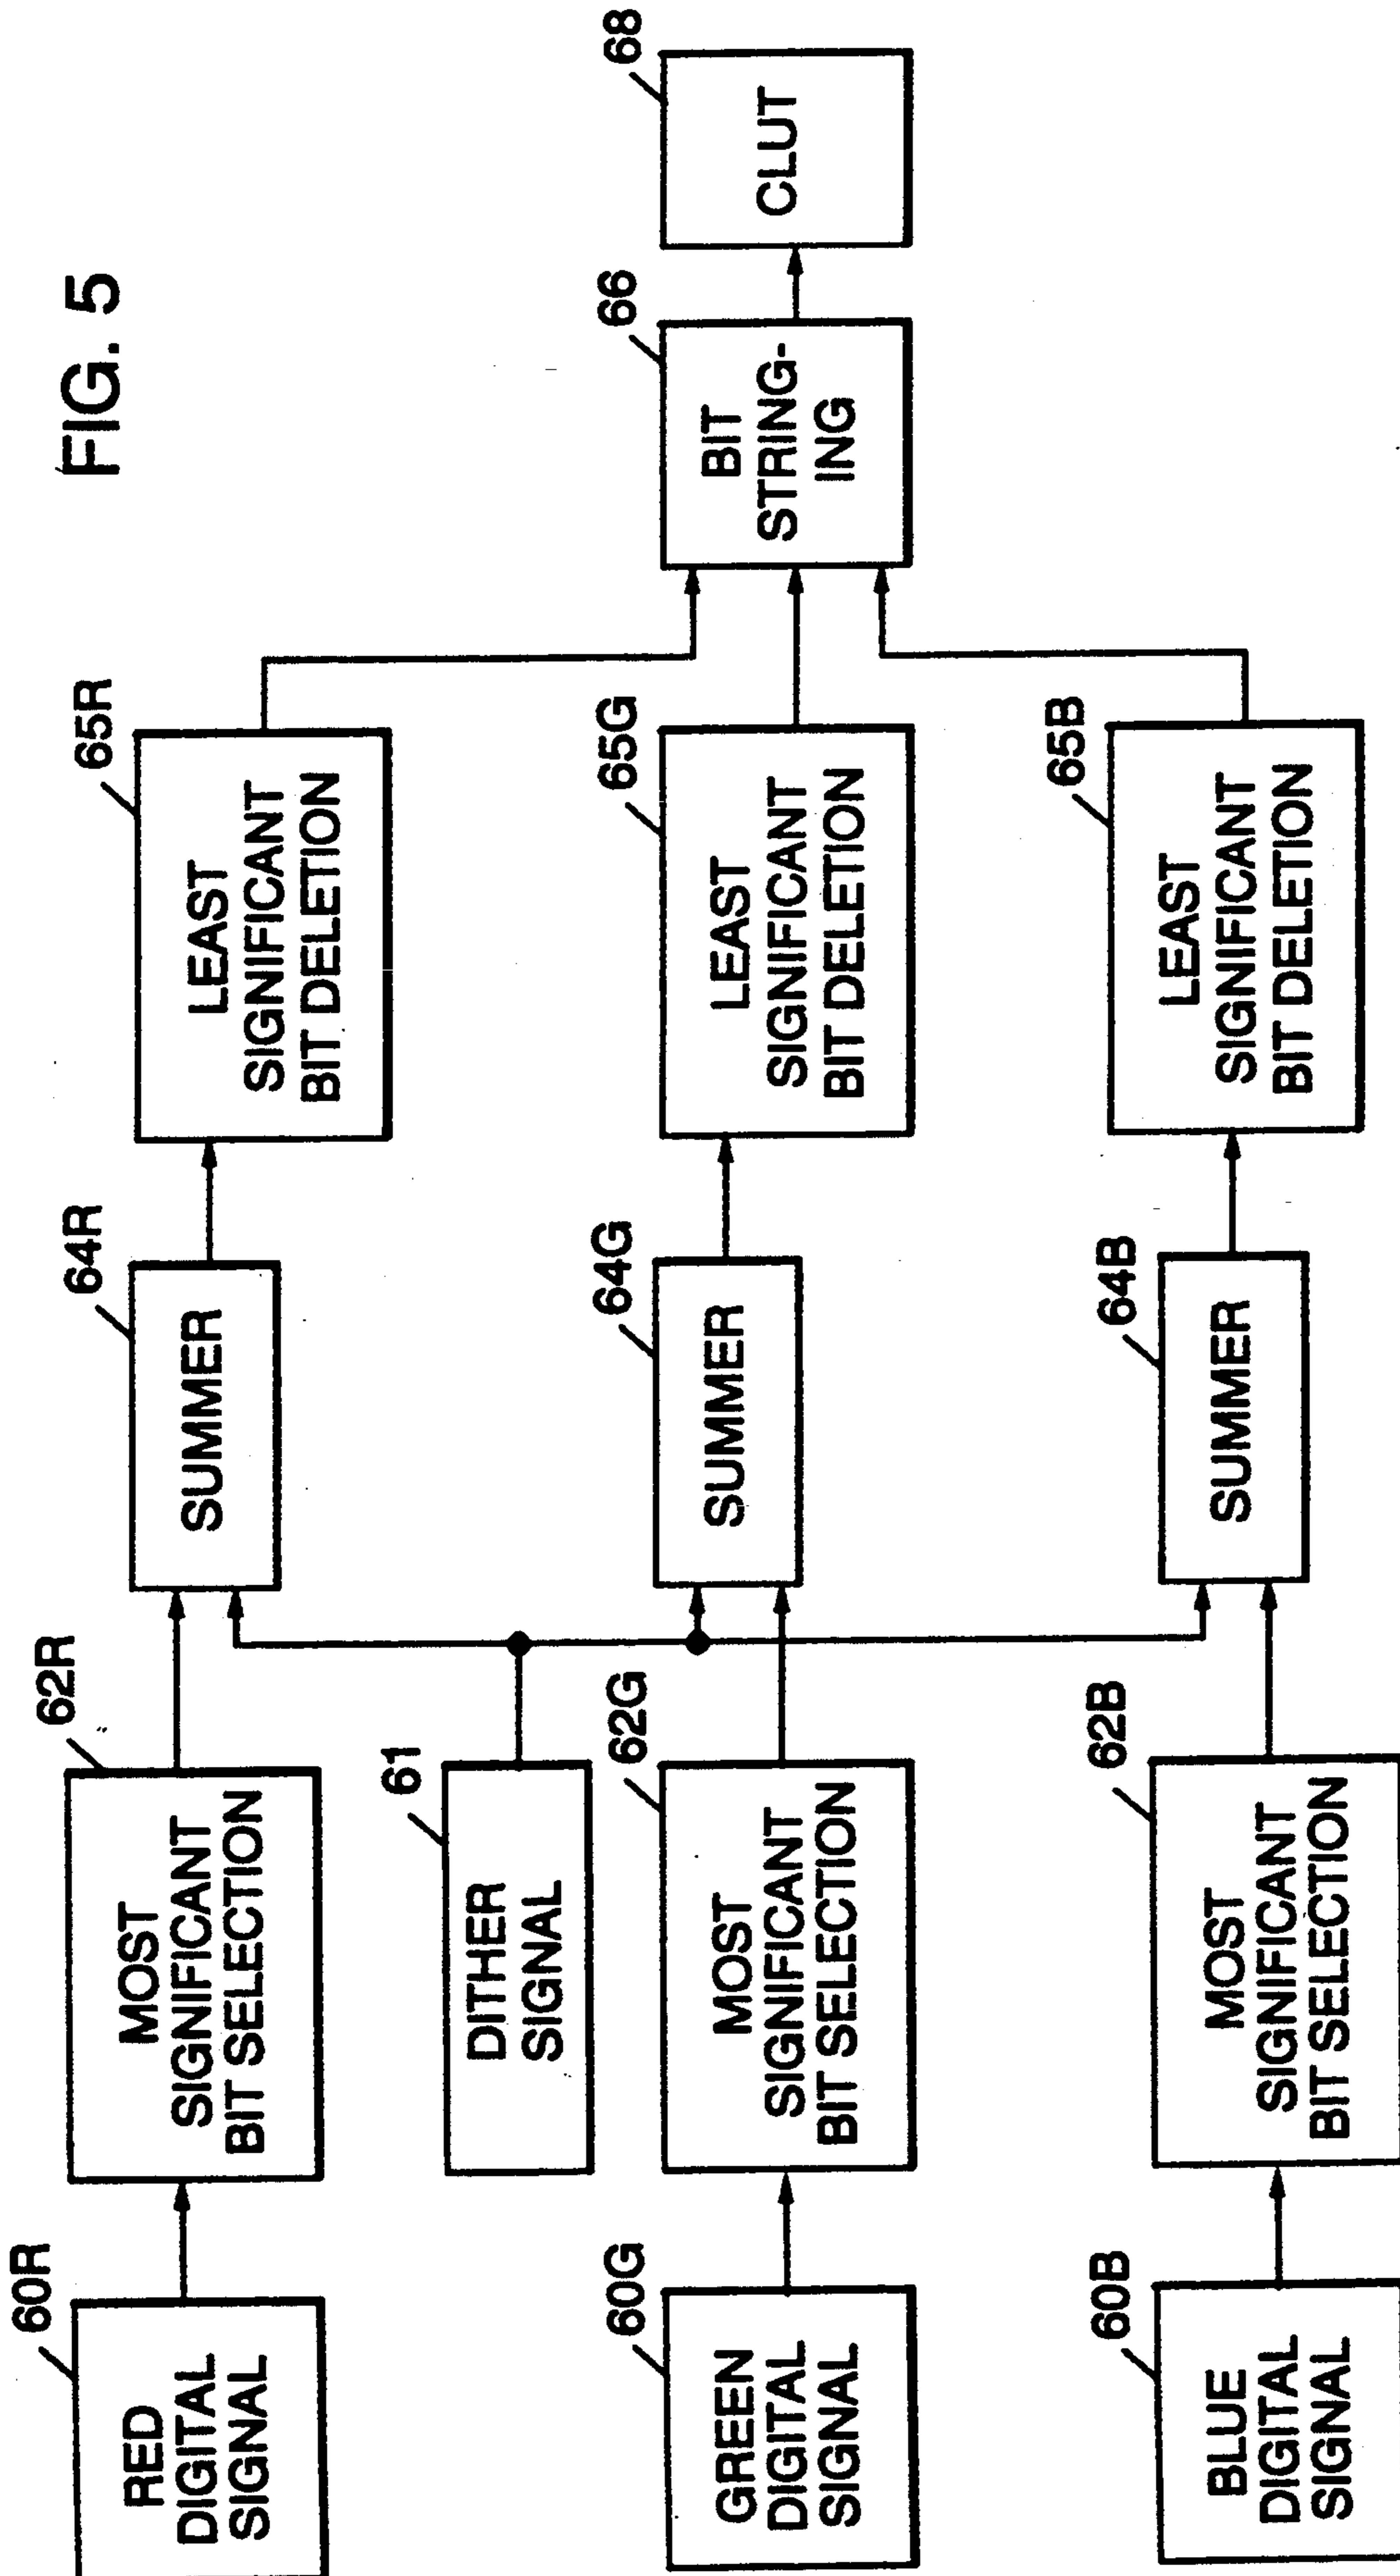 FIG. 5
60R
RED
DIGITAL
SIGNAL
62R
MOST
SIGNIFICANT
BIT SELECTION
64R
SUMMER
65R
LEAST
SIGNIFICANT
BIT DELETION
61
DITHER
SIGNAL
60G
GREEN
DIGITAL
SIGNAL
62G
MOST
SIGNIFICANT
BIT SELECTION
64G
SUMMER
65G
LEAST
SIGNIFICANT
BIT DELETION
66
BIT
STRING-
ING
68
CLUT
60B
BLUE
DIGITAL
SIGNAL
62B
MOST
SIGNIFICANT
BIT SELECTION
64B
SUMMER
65B
LEAST
SIGNIFICANT
BIT DELETION